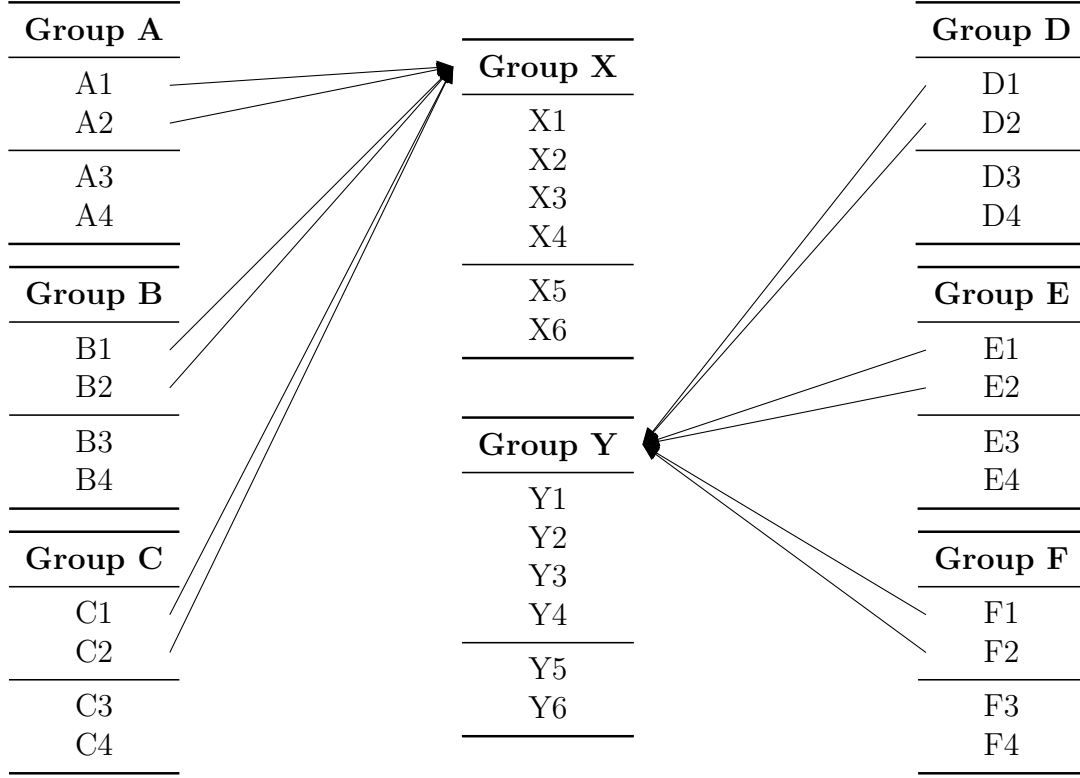 Group A
A1
A2
A3
A4
Group B
B1
B2
B3
B4
Group C
C1
C2
C3
C4
Group X
X1
X2
X3
X4
X5
X6
Group Y
Y1
Y2
Y3
Y4
Y5
Y6
Group D
D1
D2
D3
D4
Group E
E1
E2
E3
E4
Group F
F1
F2
F3
F4